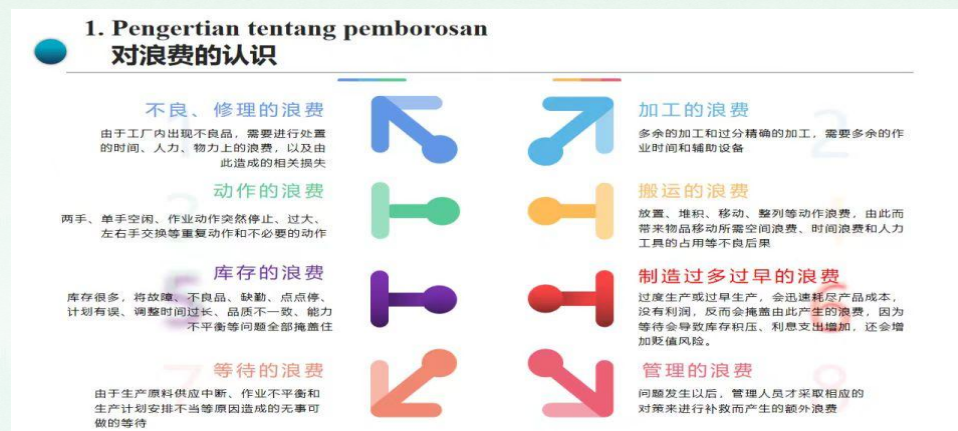 1. Pengertian tentang pemborosan
对浪费的认识
1
不良、修理的浪费
由于工厂内出现不良品，需要进行处置
的时间、人力、物力上的浪费，以及由
此造成的相关损失
2
加工的浪费
多余的加工和过分精确的加工，需要多余的作
业时间和辅助设备
3
动作的浪费
两手、单手空闲、作业动作突然停止、过大、
左右手交换等重复动作和不必要的动作
4
搬运的浪费
放置、堆积、移动、整列等动作浪费，由此而
带来物品移动所需空间浪费、时间浪费和人力
工具的占用等不良后果
5
库存的浪费
库存很多，将故障、不良品、缺勤、点点停、
计划有误、调整时间过长、品质不一致、能力
不平衡等问题全部掩盖住
6
制造过多过早的浪费
过度生产或过早生产，会迅速耗尽产品成本，
没有利润，反而会掩盖由此产生的浪费，因为
等待会导致库存积压、利息支出增加，还会增
加贬值风险。
7
等待的浪费
由于生产原料供应中断、作业不平衡和
生产计划安排不当等原因造成的无事可
做的等待
8
管理的浪费
问题发生以后，管理人员才采取相应的
对策来进行补救而产生的额外浪费